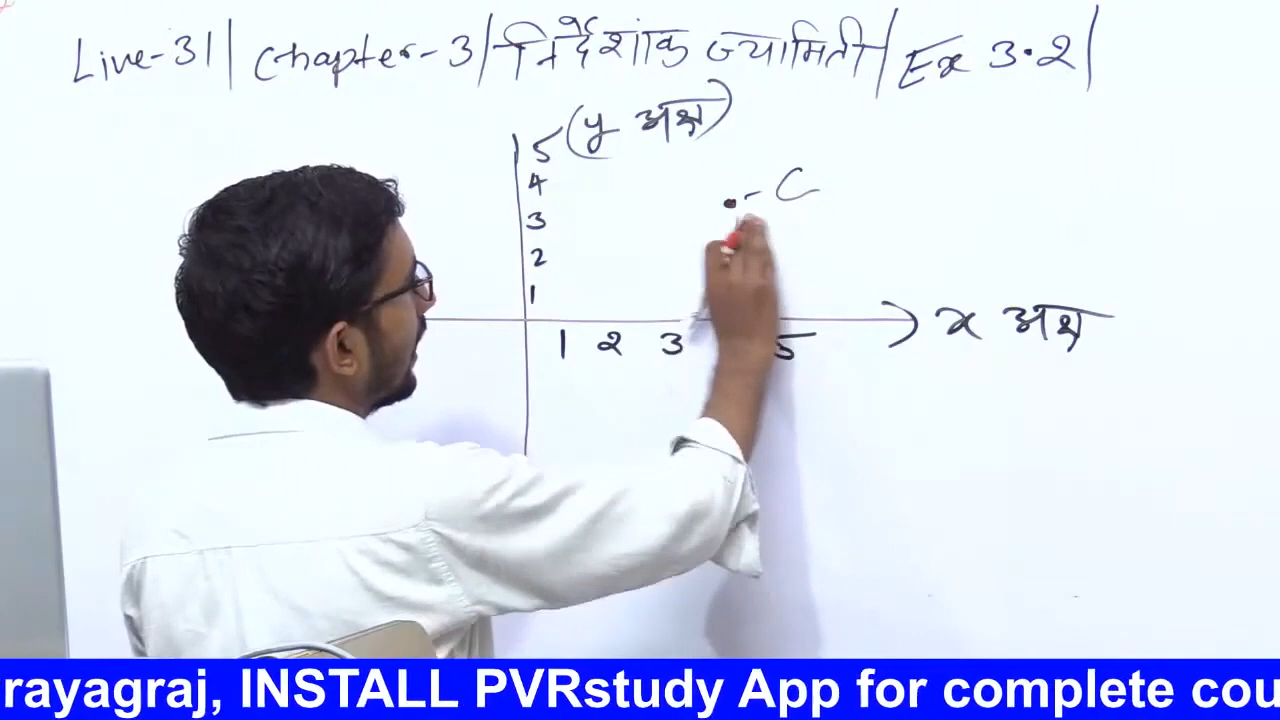 Live-31| Chapter-3| निर्देशांक ज्यामिती| Ex 3.2|
5 (y अक्ष)
4
- C
3
2
1
x अक्ष
1 2 3 5
rayagraj, INSTALL PVRstudy App for complete cou